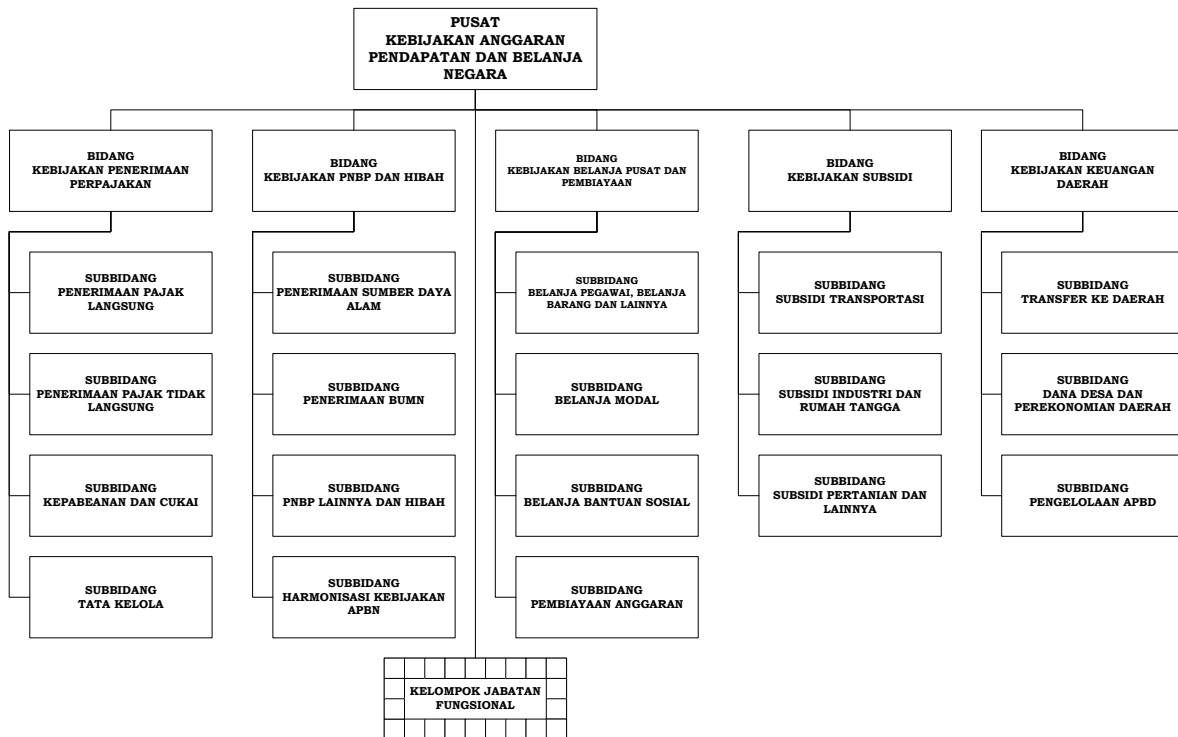 PUSAT
KEBIJAKAN ANGGARAN
PENDAPATAN DAN BELANJA
NEGARA
BIDANG
KEBIJAKAN PENERIMAAN
PERPAJAKAN
BIDANG
KEBIJAKAN PNBP DAN HIBAH
BIDANG
KEBIJAKAN BELANJA PUSAT DAN
PEMBIAYAAN
BIDANG
KEBIJAKAN SUBSIDI
BIDANG
KEBIJAKAN KEUANGAN
DAERAH
SUBBIDANG
PENERIMAAN PAJAK
LANGSUNG
SUBBIDANG
PENERIMAAN SUMBER DAYA
ALAM
SUBBIDANG
BELANJA PEGAWAI, BELANJA
BARANG DAN LAINNYA
SUBBIDANG
SUBSIDI TRANSPORTASI
SUBBIDANG
TRANSFER KE DAERAH
SUBBIDANG
PENERIMAAN PAJAK TIDAK
LANGSUNG
SUBBIDANG
PENERIMAAN BUMN
SUBBIDANG
BELANJA MODAL
SUBBIDANG
SUBSIDI INDUSTRI DAN
RUMAH TANGGA
SUBBIDANG
DANA DESA DAN
PEREKONOMIAN DAERAH
SUBBIDANG
KEPABEANAN DAN CUKAI
SUBBIDANG
PNBP LAINNYA DAN HIBAH
SUBBIDANG
BELANJA BANTUAN SOSIAL
SUBBIDANG
SUBSIDI PERTANIAN DAN
LAINNYA
SUBBIDANG
PENGELOLAAN APBD
SUBBIDANG
TATA KELOLA
SUBBIDANG
HARMONISASI KEBIJAKAN
APBN
SUBBIDANG
PEMBIAYAAN ANGGARAN
KELOMPOK JABATAN
FUNGSIONAL